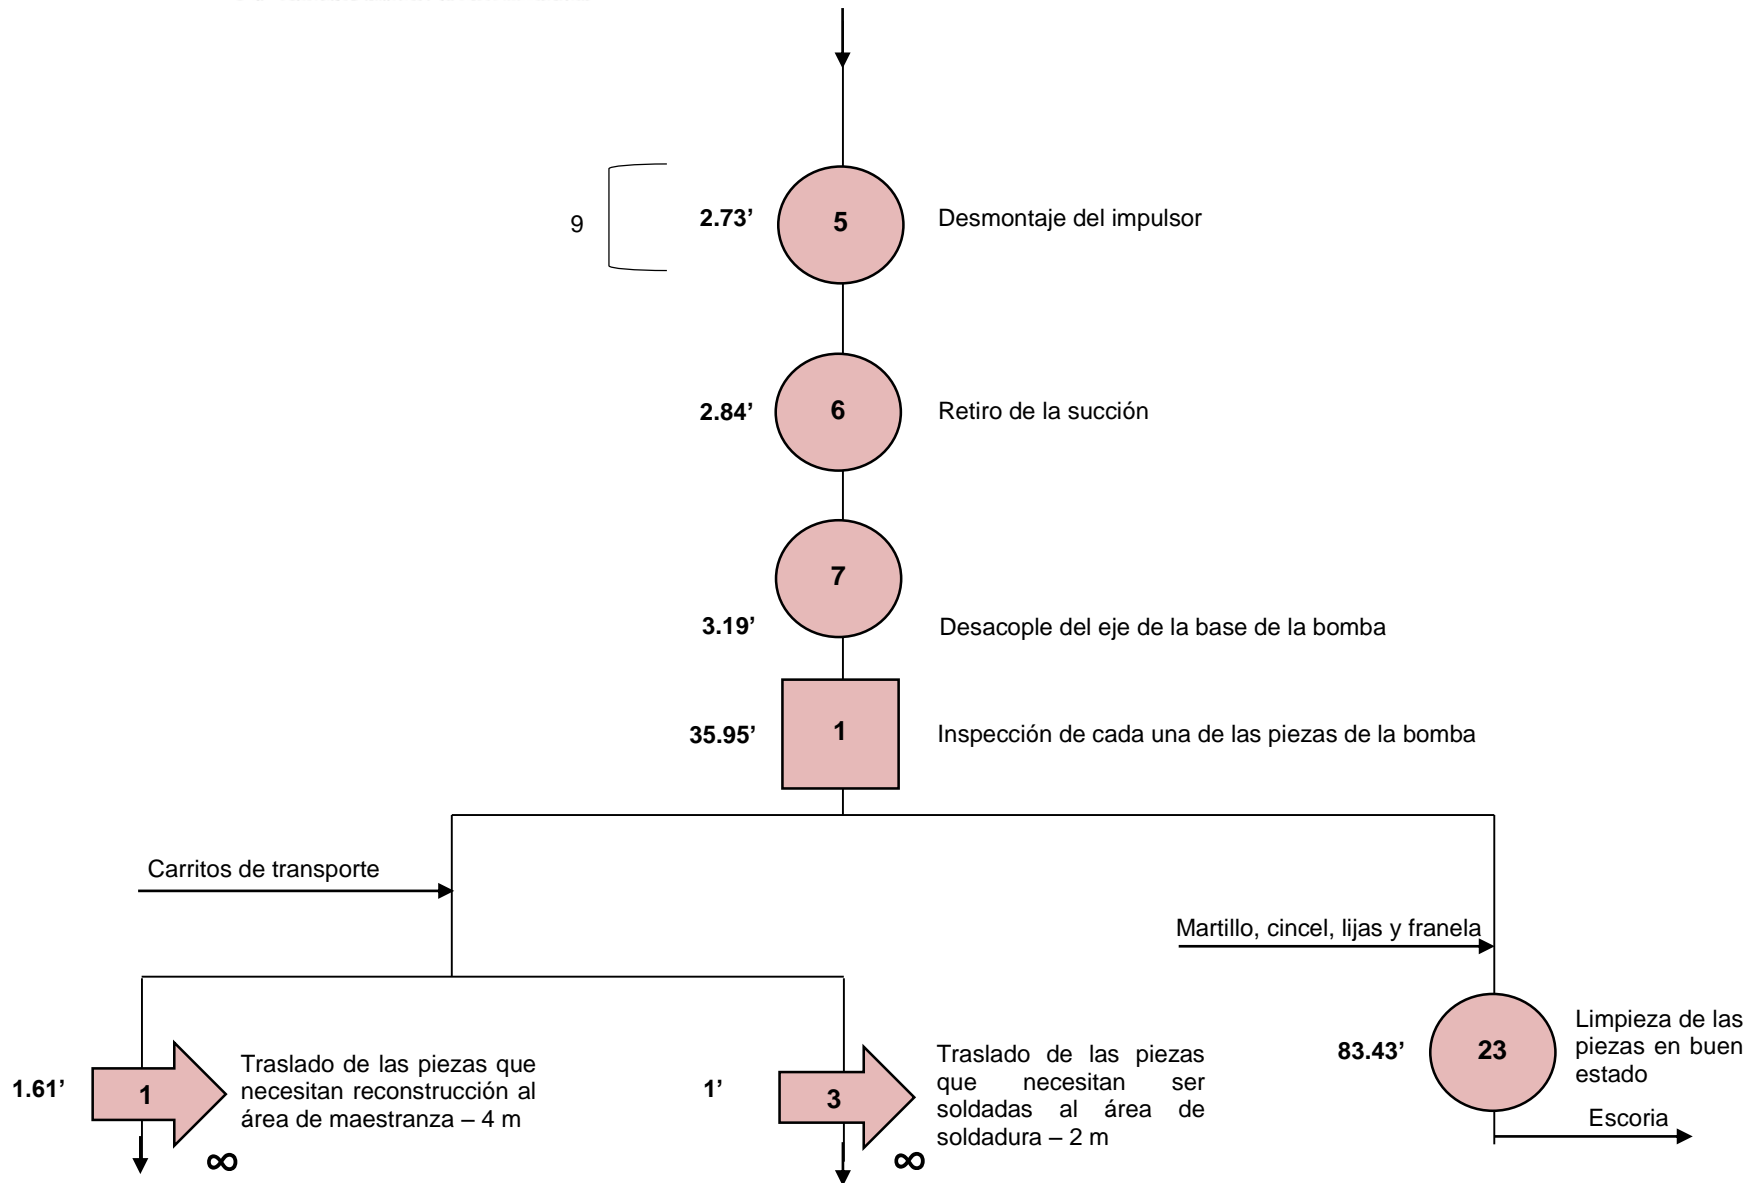 9
2.73’
5
Desmontaje del impulsor
2.84’
6
Retiro de la succión
7
3.19’
Desacople del eje de la base de la bomba
35.95’
1
Inspección de cada una de las piezas de la bomba
Carritos de transporte
Martillo, cincel, lijas y franela
1.61’
1
Traslado de las piezas que
necesitan reconstrucción al
área de maestranza – 4 m
∞
1’
3
Traslado de las piezas
que necesitan ser
soldadas al área de
soldadura – 2 m
∞
83.43’
23
Limpieza de las
piezas en buen
estado
Escoria